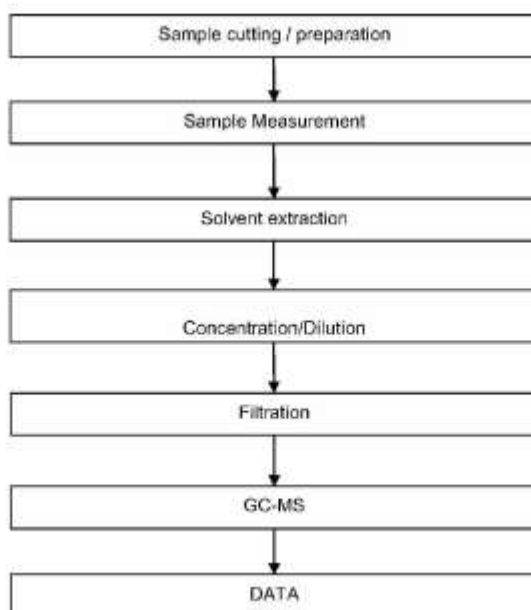 Sample cutting / preparation
Sample Measurement
Solvent extraction
Concentration/Dilution
Filtration
GC-MS
DATA